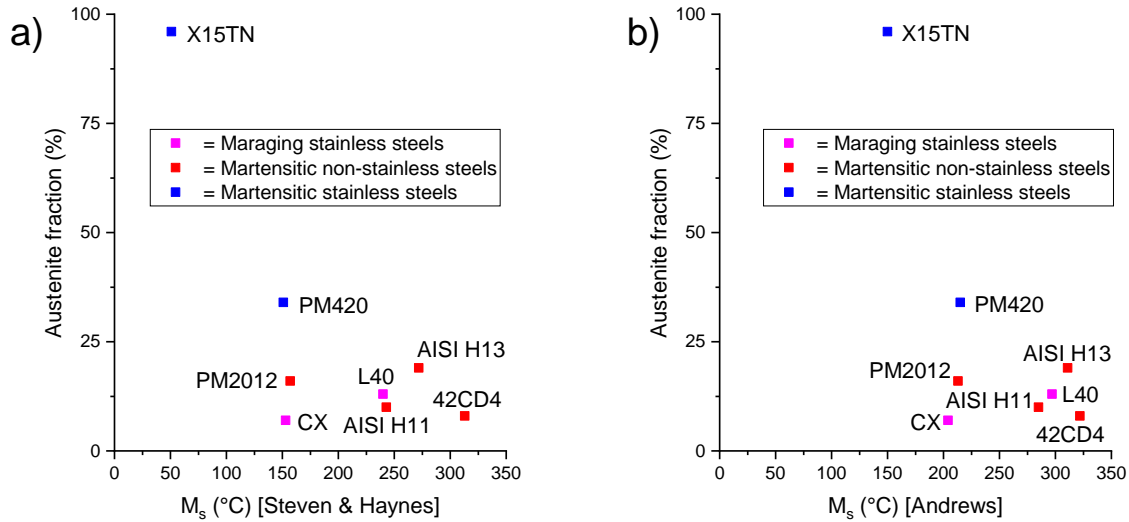 a)
100
75
50
25
0
Austenite fraction (%)
X15TN
= Maraging stainless steels
= Martensitic non-stainless steels
= Martensitic stainless steels
PM420
AISI H13
PM2012
L40
42CD4
CX
AISI H11
0 50 100 150 200 250 300 350
Mₛ (°C) [Steven & Haynes]
b)
100
75
50
25
0
Austenite fraction (%)
X15TN
= Maraging stainless steels
= Martensitic non-stainless steels
= Martensitic stainless steels
PM420
AISI H13
PM2012
AISI H11
L40
CX
42CD4
0 50 100 150 200 250 300 350
Mₛ (°C) [Andrews]